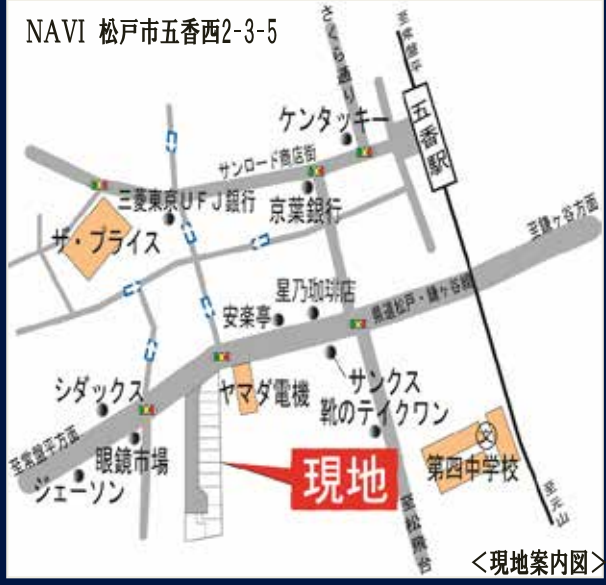 NAVI 松戸市五香西2-3-5
さくら通り
至常盤平
五香駅
ケンタッキー
サンロード商店街
三菱東京UFJ銀行
京葉銀行
ザ・プライス
至鎌ヶ谷方面
県道松戸・鎌ヶ谷線
星乃珈琲店
安楽亭
ヤマダ電機
サンクス
靴のテイクワン
シダックス
眼鏡市場
至常盤平方面
ジェーソン
現地
第四中学校
文
至松飛台
至元山
<現地案内図>